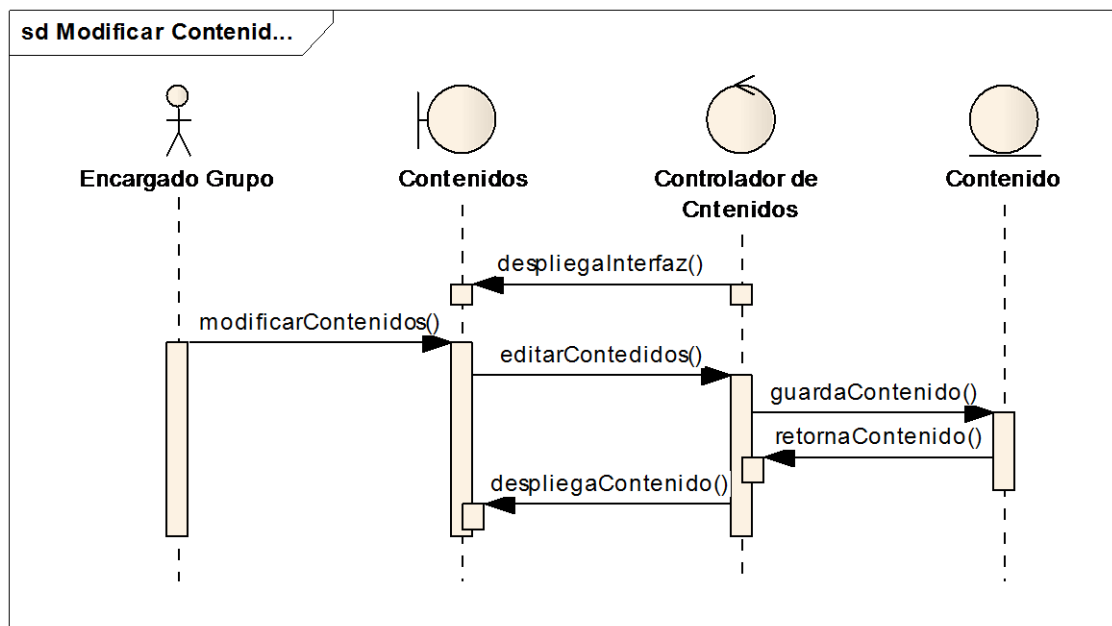 sd Modificar Contenid...
Encargado Grupo
Contenidos
Controlador de
Cntenidos
Contenido
despliegaInterfaz()
modificarContenidos()
editarContedidos()
guardaContenido()
retornaContenido()
despliegaContenido()